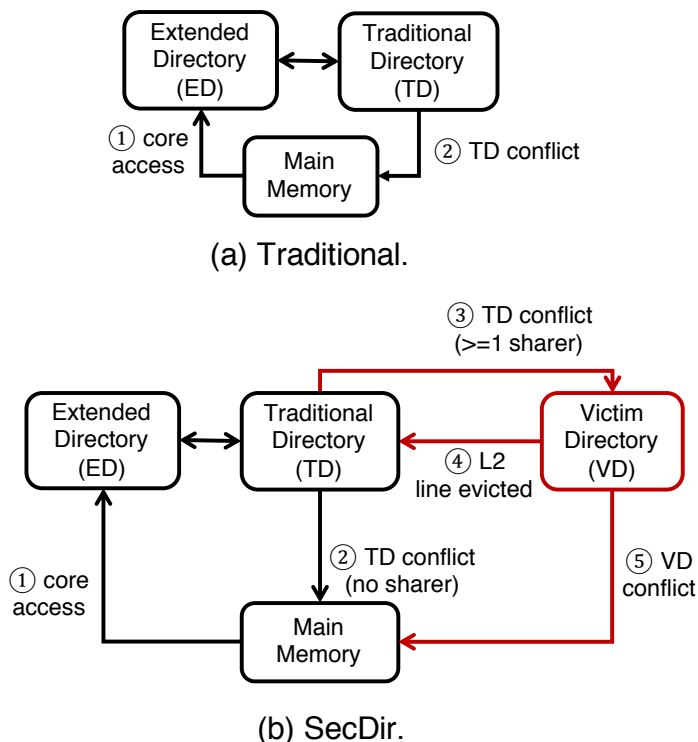 Extended
Directory
(ED)
Traditional
Directory
(TD)
① core
access
Main
Memory
② TD conflict
(a) Traditional.
③ TD conflict
(>=1 sharer)
Extended
Directory
(ED)
Traditional
Directory
(TD)
Victim
Directory
(VD)
④ L2
line evicted
① core
access
② TD conflict
(no sharer)
⑤ VD
conflict
Main
Memory
(b) SecDir.